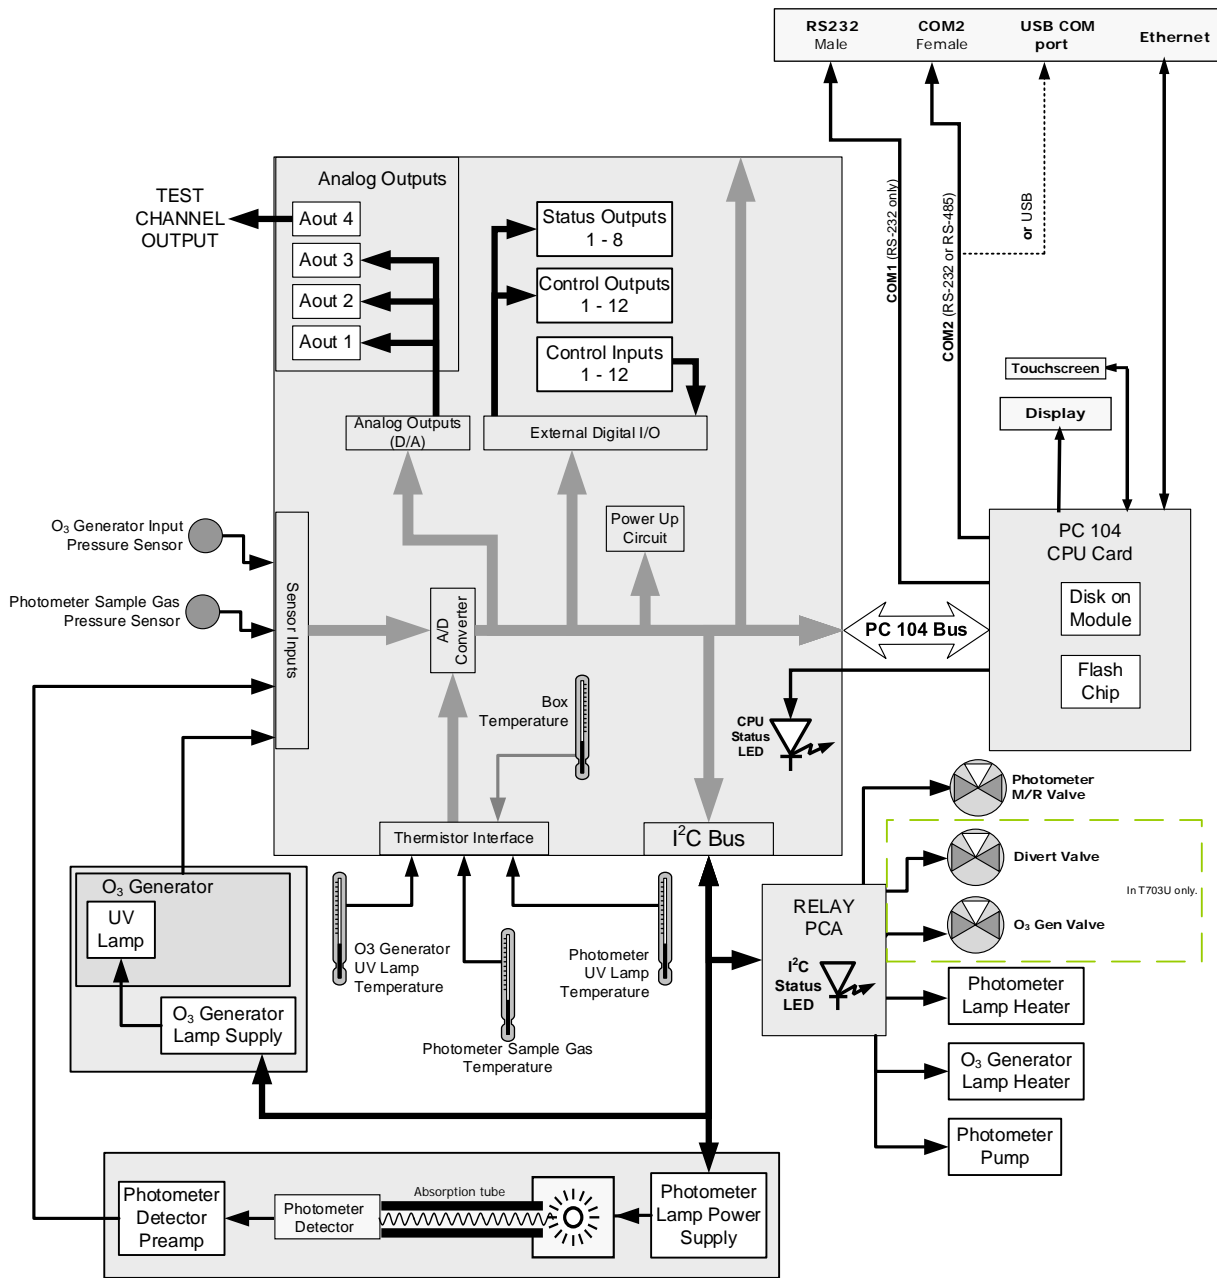 RS232
Male
COM2
Female
USB COM
port
Ethernet
COM1 (RS-232 only)
COM2 (RS-232 or RS-485)
or USB
Analog Outputs
Aout 4
Aout 3
Aout 2
Aout 1
TEST
CHANNEL
OUTPUT
Status Outputs
1 - 8
Control Outputs
1 - 12
Control Inputs
1 - 12
Analog Outputs
(D/A)
External Digital I/O
Touchscreen
Display
PC 104
CPU Card
Disk on
Module
Flash
Chip
Power Up
Circuit
O₃ Generator Input
Pressure Sensor
Photometer Sample Gas
Pressure Sensor
Sensor Inputs
A/D
Converter
PC 104 Bus
Box
Temperature
CPU
Status
LED
Thermistor Interface
I²C Bus
Photometer
M/R Valve
Divert Valve
In T703U only.
O₃ Gen Valve
O₃ Generator
UV
Lamp
O₃ Generator
Lamp Supply
O3 Generator
UV Lamp
Temperature
Photometer
UV Lamp
Temperature
Photometer Sample Gas
Temperature
RELAY
PCA
I²C
Status
LED
Photometer
Lamp Heater
O₃ Generator
Lamp Heater
Photometer
Pump
Photometer
Detector
Preamp
Photometer
Detector
Absorption tube
Photometer
Lamp Power
Supply